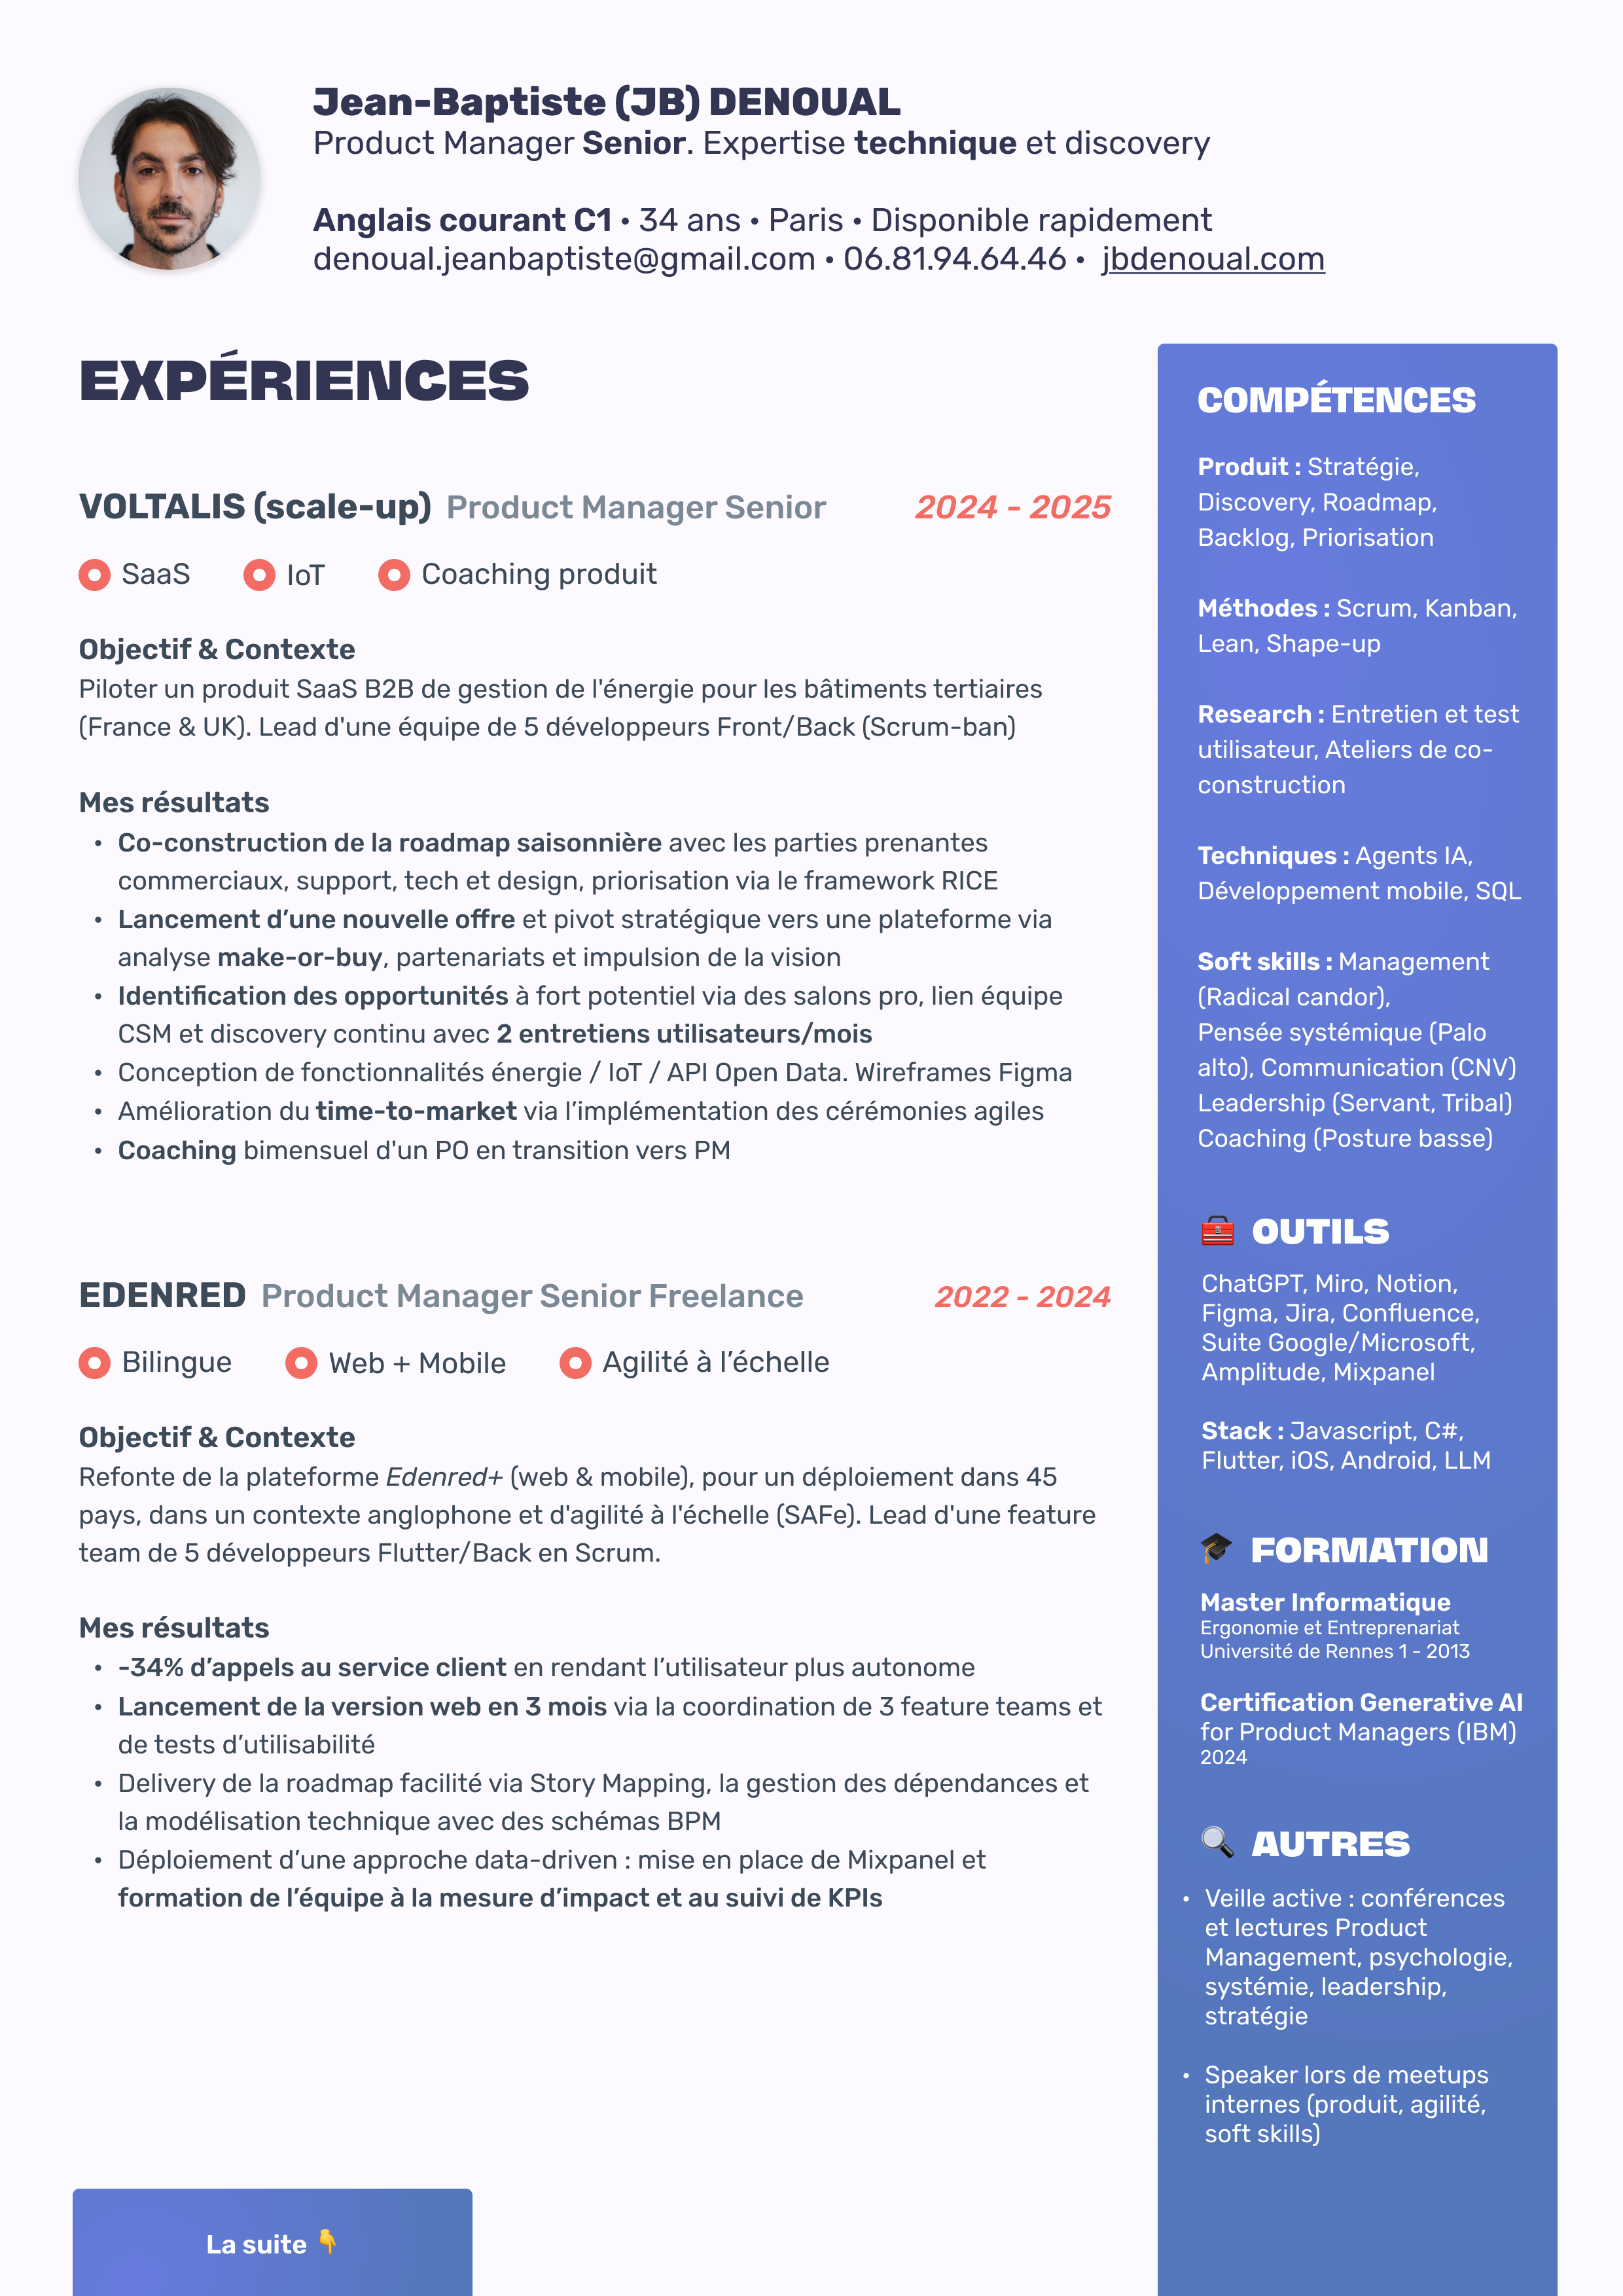 Jean-Baptiste (JB) DENOUAL
Product Manager Senior. Expertise technique et discovery
Anglais courant C1 • 34 ans • Paris • Disponible rapidement
denoual.jeanbaptiste@gmail.com • 06.81.94.64.46 • jbdenoual.com
EXPÉRIENCES
VOLTALIS (scale-up) Product Manager Senior 2024 - 2025
SaaS IoT Coaching produit
Objectif & Contexte
Piloter un produit SaaS B2B de gestion de l'énergie pour les bâtiments tertiaires
(France & UK). Lead d'une équipe de 5 développeurs Front/Back (Scrum-ban)
Mes résultats
• Co-construction de la roadmap saisonnière avec les parties prenantes
commerciaux, support, tech et design, priorisation via le framework RICE
• Lancement d’une nouvelle offre et pivot stratégique vers une plateforme via
analyse make-or-buy, partenariats et impulsion de la vision
• Identification des opportunités à fort potentiel via des salons pro, lien équipe
CSM et discovery continu avec 2 entretiens utilisateurs/mois
• Conception de fonctionnalités énergie / IoT / API Open Data. Wireframes Figma
• Amélioration du time-to-market via l’implémentation des cérémonies agiles
• Coaching bimensuel d'un PO en transition vers PM
EDENRED Product Manager Senior Freelance 2022 - 2024
Bilingue Web + Mobile Agilité à l’échelle
Objectif & Contexte
Refonte de la plateforme Edenred+ (web & mobile), pour un déploiement dans 45
pays, dans un contexte anglophone et d'agilité à l'échelle (SAFe). Lead d'une feature
team de 5 développeurs Flutter/Back en Scrum.
Mes résultats
• -34% d’appels au service client en rendant l’utilisateur plus autonome
• Lancement de la version web en 3 mois via la coordination de 3 feature teams et
de tests d’utilisabilité
• Delivery de la roadmap facilité via Story Mapping, la gestion des dépendances et
la modélisation technique avec des schémas BPM
• Déploiement d’une approche data-driven : mise en place de Mixpanel et
formation de l’équipe à la mesure d’impact et au suivi de KPIs
La suite 👇
COMPÉTENCES
Produit : Stratégie,
Discovery, Roadmap,
Backlog, Priorisation
Méthodes : Scrum, Kanban,
Lean, Shape-up
Research : Entretien et test
utilisateur, Ateliers de co-
construction
Techniques : Agents IA,
Développement mobile, SQL
Soft skills : Management
(Radical candor),
Pensée systémique (Palo
alto), Communication (CNV)
Leadership (Servant, Tribal)
Coaching (Posture basse)
🧰 OUTILS
ChatGPT, Miro, Notion,
Figma, Jira, Confluence,
Suite Google/Microsoft,
Amplitude, Mixpanel
Stack : Javascript, C#,
Flutter, iOS, Android, LLM
🎓 FORMATION
Master Informatique
Ergonomie et Entreprenariat
Université de Rennes 1 - 2013
Certification Generative AI
for Product Managers (IBM)
2024
🔍 AUTRES
• Veille active : conférences
et lectures Product
Management, psychologie,
systémie, leadership,
stratégie
• Speaker lors de meetups
internes (produit, agilité,
soft skills)